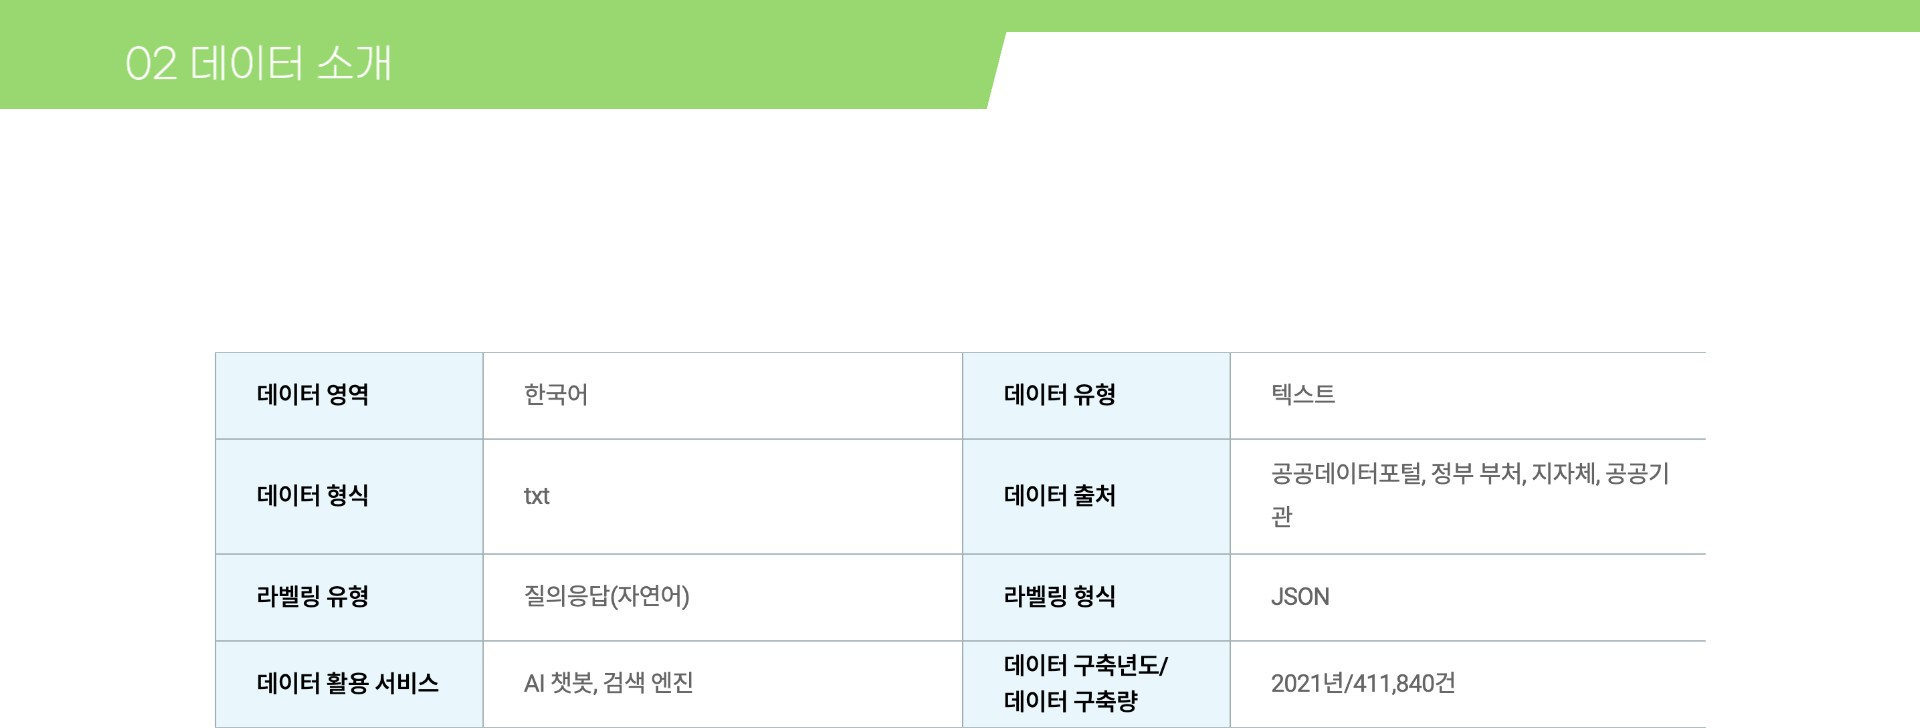 02 데이터 소개
데이터 영역
한국어
데이터 유형
텍스트
데이터 형식
txt
데이터 출처
공공데이터포털, 정부 부처, 지자체, 공공기
관
라벨링 유형
질의응답(자연어)
라벨링 형식
JSON
데이터 활용 서비스
AI 챗봇, 검색 엔진
데이터 구축년도/
데이터 구축량
2021년/411,840건